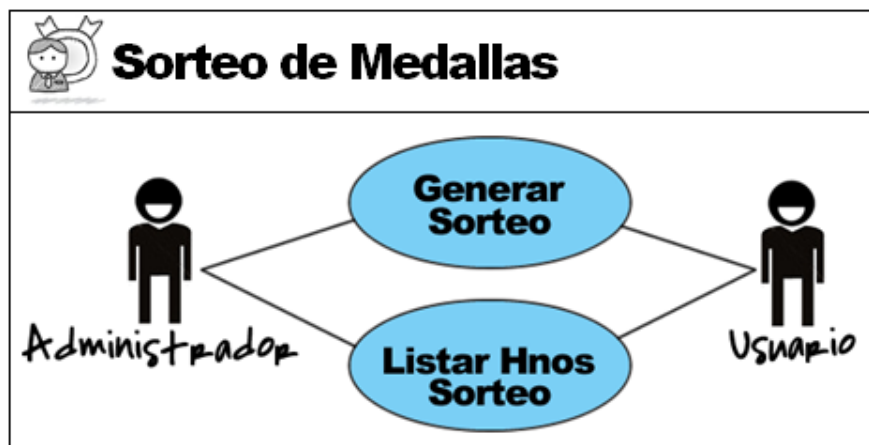 Sorteo de Medallas
Generar
Sorteo
Administrador
Usuario
Listar Hnos
Sorteo